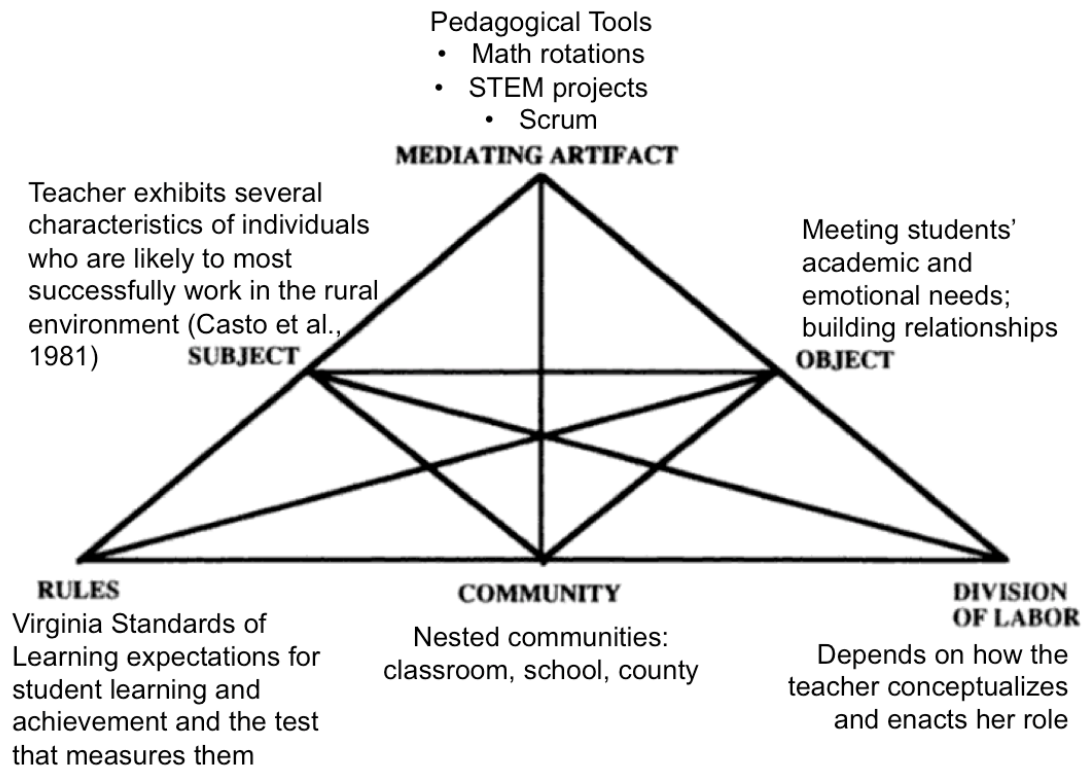 Pedagogical Tools
• Math rotations
• STEM projects
• Scrum
MEDIATING ARTIFACT
Teacher exhibits several
characteristics of individuals
who are likely to most
successfully work in the rural
environment (Casto et al.,
1981)
SUBJECT
Meeting students’
academic and
emotional needs;
building relationships
OBJECT
RULES
Virginia Standards of
Learning expectations for
student learning and
achievement and the test
that measures them
COMMUNITY
Nested communities:
classroom, school, county
DIVISION
OF LABOR
Depends on how the
teacher conceptualizes
and enacts her role